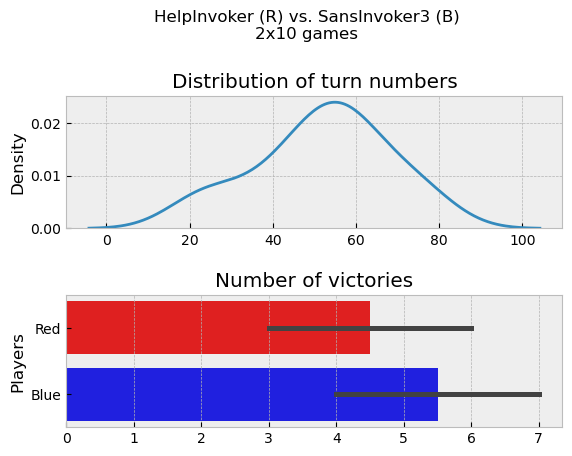 HelpInvoker (R) vs. SansInvoker3 (B)
2x10 games
Distribution of turn numbers
0.02
0.01
0.00
Density
0 20 40 60 80 100
Number of victories
Red
Blue
Players
0 1 2 3 4 5 6 7